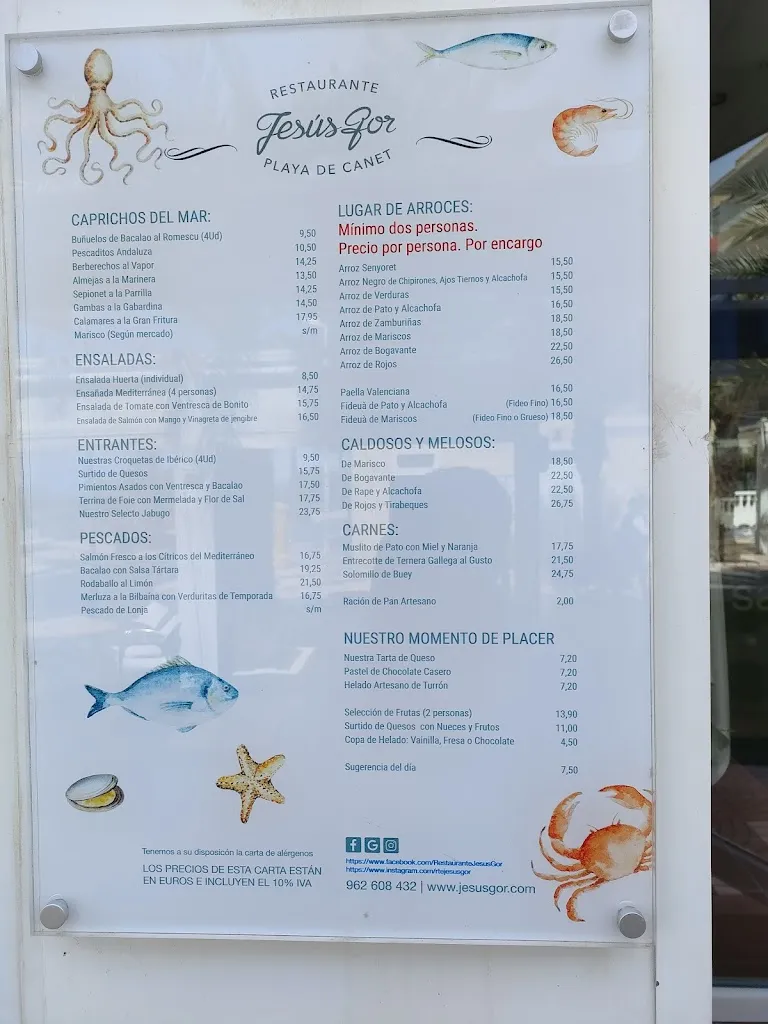 RESTAURANTE
Jesús Gor
PLAYA DE CANET
CAPRICHOS DEL MAR:
Buñuelos de Bacalao al Romescu (4Ud) 9,50
Pescaditos Andaluza 10,50
Berberechos al Vapor 14,25
Almejas a la Marinera 13,50
Sepionet a la Parrilla 14,25
Gambas a la Gabardina 14,50
Calamares a la Gran Fritura 17,95
Marisco (Según mercado) s/m
ENSALADAS:
Ensalada Huerta (individual) 8,50
Ensañada Mediterránea (4 personas) 14,75
Ensalada de Tomate con Ventresca de Bonito 15,75
Ensalada de Salmón con Mango y Vinagreta de jengibre 16,50
ENTRANTES:
Nuestras Croquetas de Ibérico (4Ud) 9,50
Surtido de Quesos 15,75
Pimientos Asados con Ventresca y Bacalao 17,50
Terrina de Foie con Mermelada y Flor de Sal 17,75
Nuestro Selecto Jabugo 23,75
PESCADOS:
Salmón Fresco a los Cítricos del Mediterráneo 16,75
Bacalao con Salsa Tártara 19,25
Rodaballo al Limón 21,50
Merluza a la Bilbaína con Verduritas de Temporada 16,75
Pescado de Lonja s/m
LUGAR DE ARROCES:
Mínimo dos personas.
Precio por persona. Por encargo
Arroz Senyoret 15,50
Arroz Negro de Chipirones, Ajos Tiernos y Alcachofa 15,50
Arroz de Verduras 15,50
Arroz de Pato y Alcachofa 16,50
Arroz de Zamburiñas 18,50
Arroz de Mariscos 18,50
Arroz de Bogavante 22,50
Arroz de Rojos 26,50
Paella Valenciana 16,50
Fideuà de Pato y Alcachofa (Fideo Fino) 16,50
Fideuà de Mariscos (Fideo Fino o Grueso) 18,50
CALDOSOS Y MELOSOS:
De Marisco 18,50
De Bogavante 22,50
De Rape y Alcachofa 22,50
De Rojos y Tirabeques 26,75
CARNES:
Muslito de Pato con Miel y Naranja 17,75
Entrecotte de Ternera Gallega al Gusto 21,50
Solomillo de Buey 24,75
Ración de Pan Artesano 2,00
NUESTRO MOMENTO DE PLACER
Nuestra Tarta de Queso 7,20
Pastel de Chocolate Casero 7,20
Helado Artesano de Turrón 7,20
Selección de Frutas (2 personas) 13,90
Surtido de Quesos con Nueces y Frutos 11,00
Copa de Helado: Vainilla, Fresa o Chocolate 4,50
Sugerencia del día 7,50
Tenemos a su disposición la carta de alérgenos
LOS PRECIOS DE ESTA CARTA ESTÁN
EN EUROS E INCLUYEN EL 10% IVA
https://www.facebook.com/RestauranteJesusGor
https://www.instagram.com/rtejesusgor
962 608 432 | www.jesusgor.com